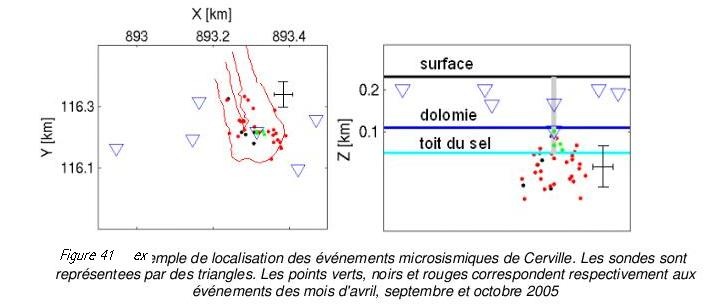 X [km]
893 893.2 893.4
Y [km]
116.3
116.1
Z [km]
0.2
0.1
surface
dolomie
toit du sel
Figure 41 exemple de localisation des événements microsismiques de Cerville. Les sondes sont
représentees par des triangles. Les points verts, noirs et rouges correspondent respectivement aux
événements des mois d'avril, septembre et octobre 2005